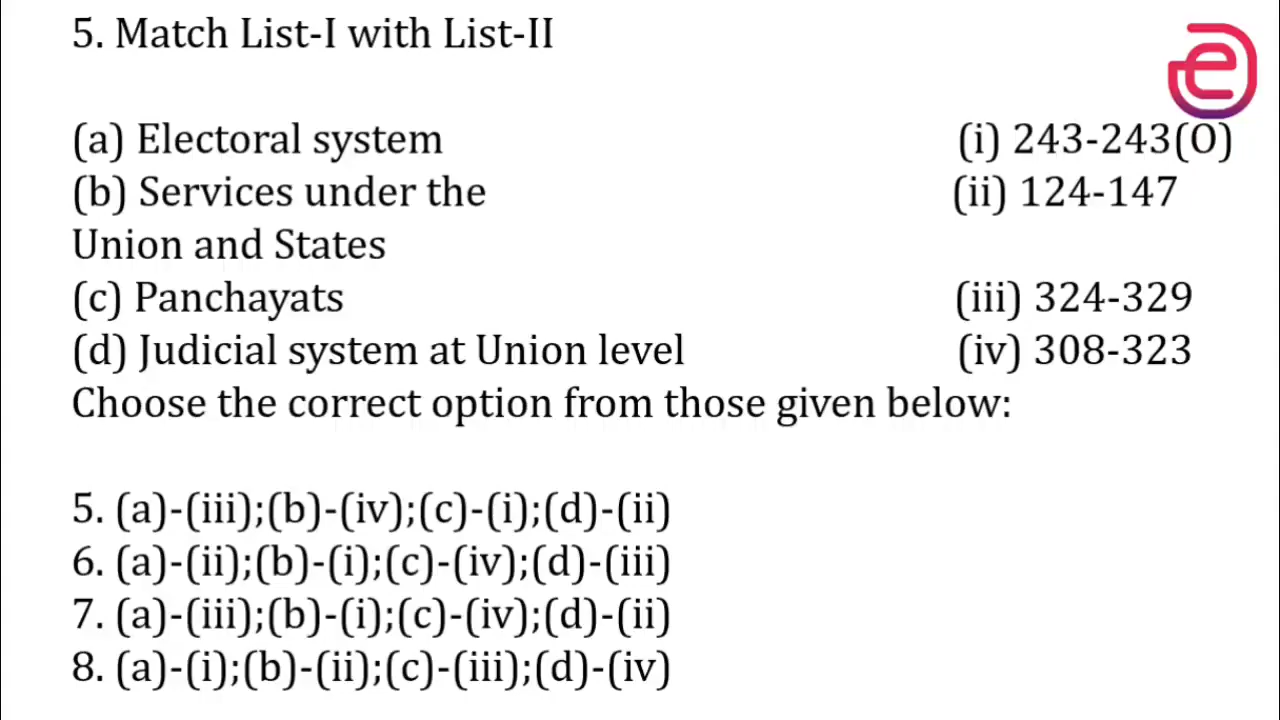 5. Match List-I with List-II
(a) Electoral system (i) 243-243(O)
(b) Services under the (ii) 124-147
Union and States
(c) Panchayats (iii) 324-329
(d) Judicial system at Union level (iv) 308-323
Choose the correct option from those given below:
5. (a)-(iii);(b)-(iv);(c)-(i);(d)-(ii)
6. (a)-(ii);(b)-(i);(c)-(iv);(d)-(iii)
7. (a)-(iii);(b)-(i);(c)-(iv);(d)-(ii)
8. (a)-(i);(b)-(ii);(c)-(iii);(d)-(iv)